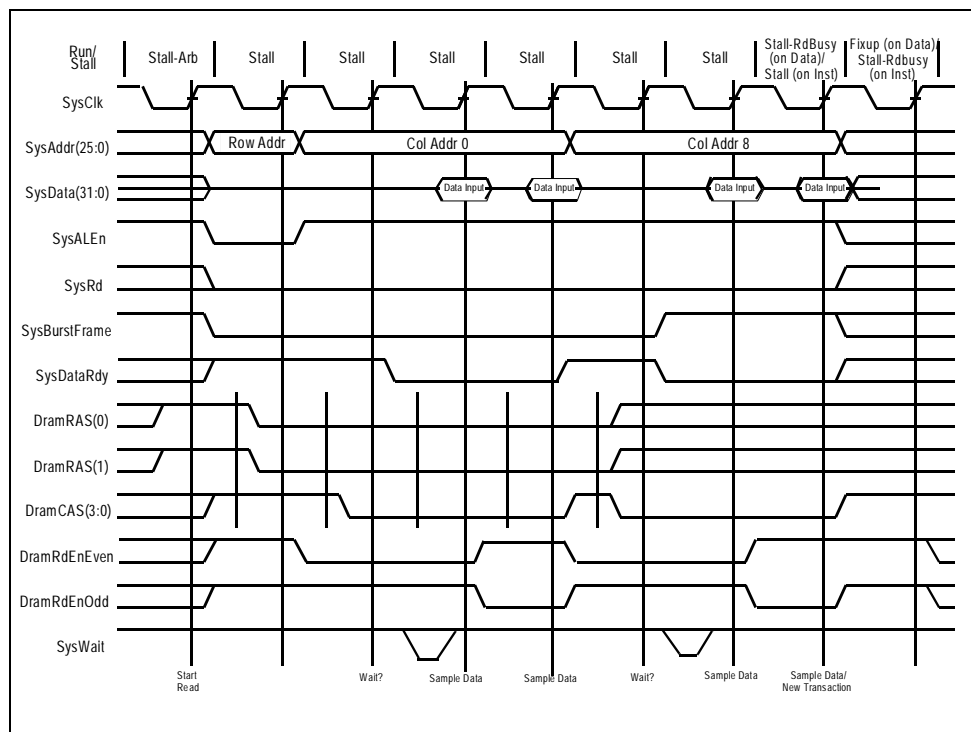 Run/
Stall
Stall-Arb
Stall
Stall
Stall
Stall
Stall
Stall
Stall-RdBusy
(on Data)/
Stall (on Inst)
Fixup (on Data)/
Stall-Rdbusy
(on Inst)
SysClk
SysAddr(25:0)
Row Addr
Col Addr 0
Col Addr 8
SysData(31:0)
Data Input
Data Input
Data Input
Data Input
SysALEn
SysRd
SysBurstFrame
SysDataRdy
DramRAS(0)
DramRAS(1)
DramCAS(3:0)
DramRdEnEven
DramRdEnOdd
SysWait
Start
Read
Wait?
Sample Data
Sample Data
Wait?
Sample Data
Sample Data/
New Transaction